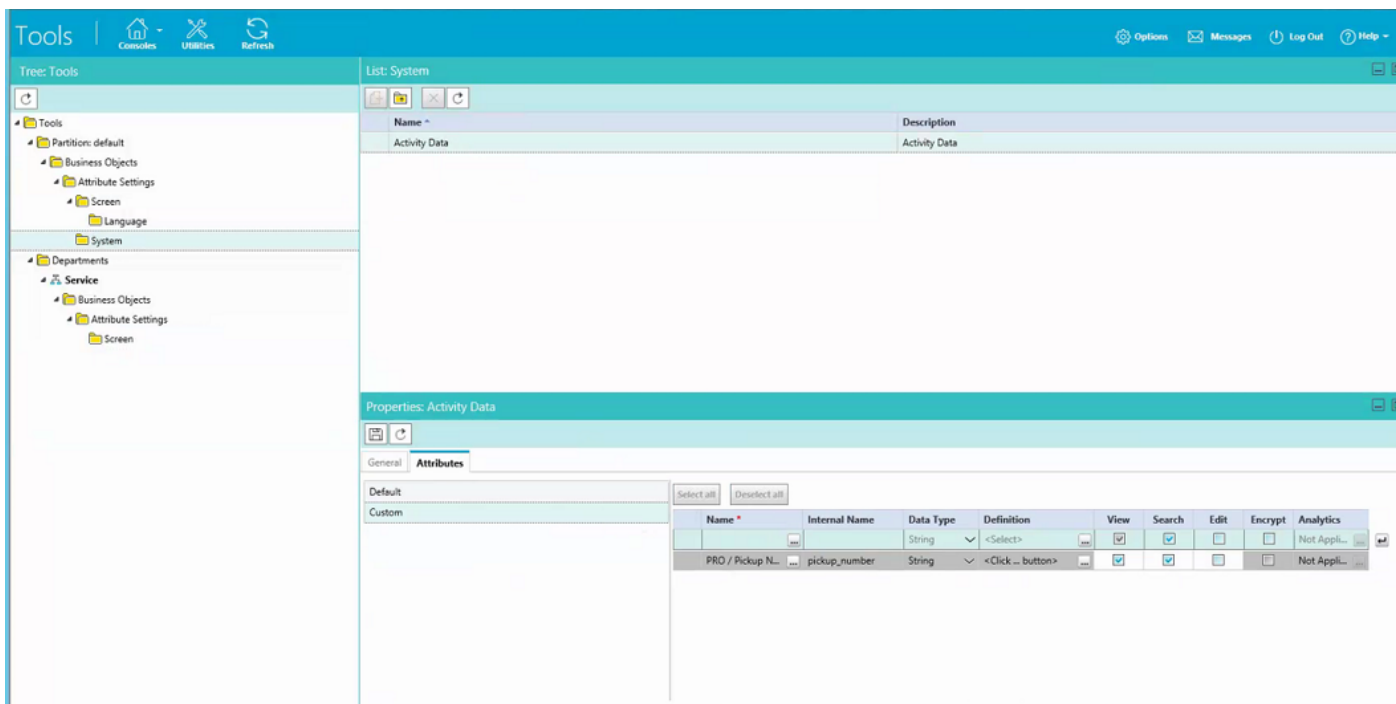 Tools Consoles Utilities Refresh Options Messages Log Out Help
Tree: Tools
Tools
Partition: default
Business Objects
Attribute Settings
Screen
Language
System
Departments
Service
Business Objects
Attribute Settings
Screen
List: System
Name Description
Activity Data Activity Data
Properties: Activity Data
General Attributes
Default
Custom
Select all Deselect all
Name * Internal Name Data Type Definition View Search Edit Encrypt Analytics
... String <Select> ... Not Appli... ...
PRO / Pickup N... ... pickup_number String <Click ... button> ... Not Appli... ...